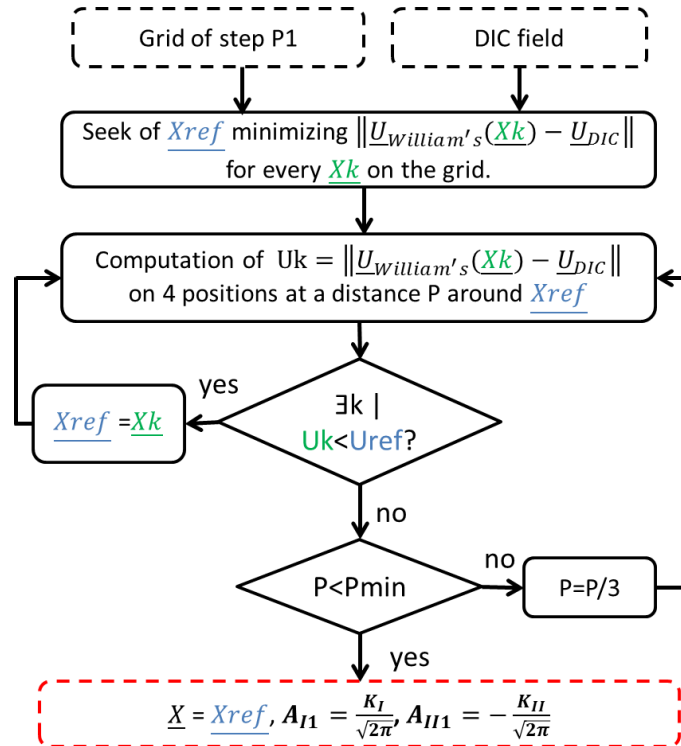 Grid of step P1
DIC field
Seek of Xref minimizing ‖U_William's(Xk) − U_DIC‖
for every Xk on the grid.
Computation of Uk = ‖U_William's(Xk) − U_DIC‖
on 4 positions at a distance P around Xref
yes
Xref =Xk
∃k |
Uk<Uref?
no
P<Pmin
no
P=P/3
yes
X = Xref, A_I1 = K_I/√2π, A_II1 = − K_II/√2π